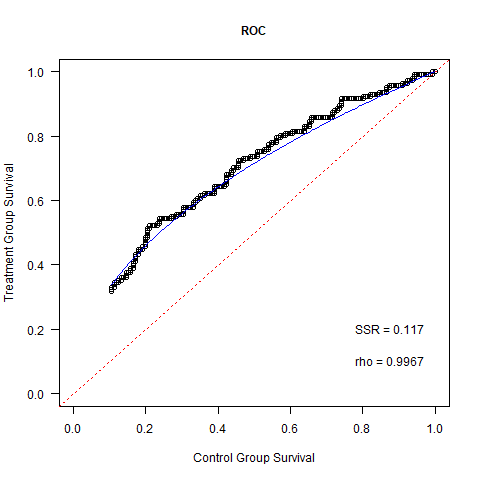 ROC
Treatment Group Survival
1.0
0.8
0.6
0.4
0.2
0.0
SSR = 0.117
rho = 0.9967
0.0 0.2 0.4 0.6 0.8 1.0
Control Group Survival